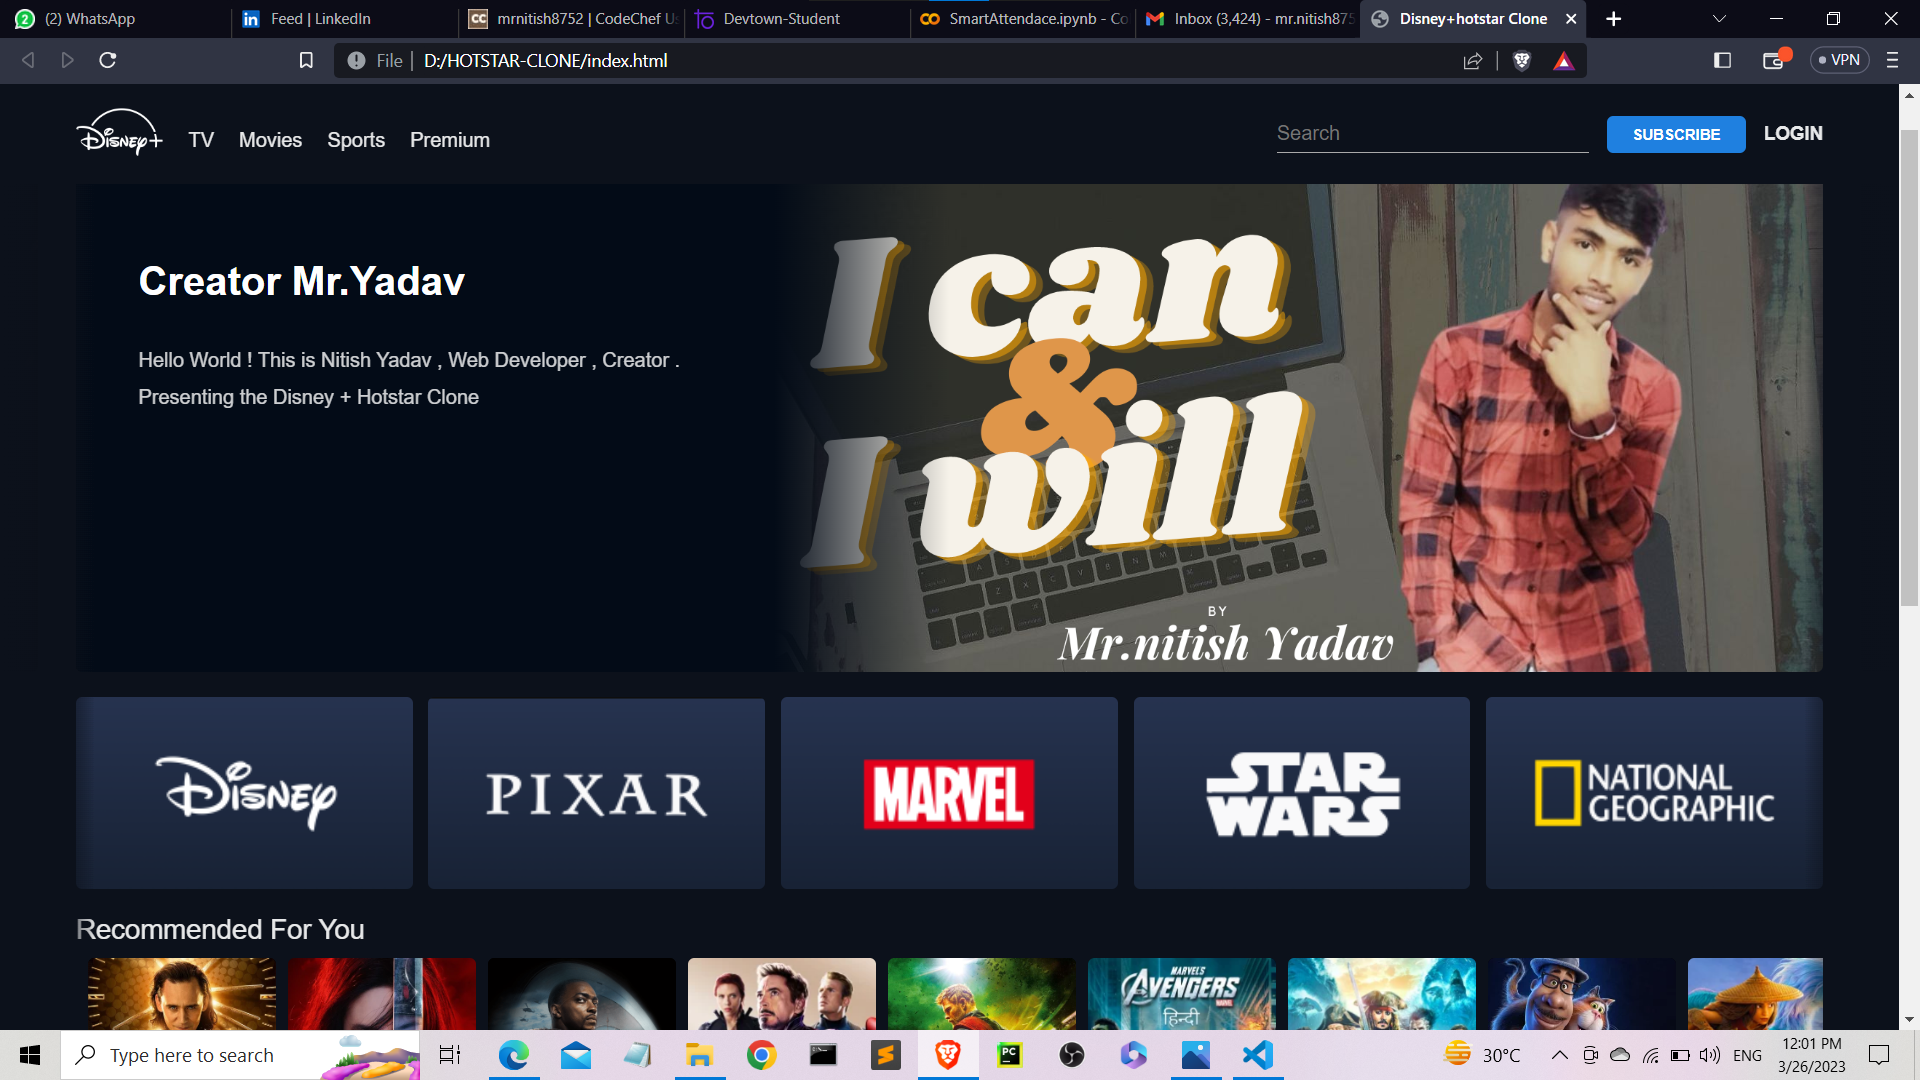 (2) WhatsApp
Feed | LinkedIn
mrnitish8752 | CodeChef Us
Devtown-Student
SmartAttendace.ipynb - Co
Inbox (3,424) - mr.nitish875
Disney+hotstar Clone
File | D:/HOTSTAR-CLONE/index.html
VPN
Disney+
TV
Movies
Sports
Premium
Search
SUBSCRIBE
LOGIN
Creator Mr.Yadav
Hello World ! This is Nitish Yadav , Web Developer , Creator .
Presenting the Disney + Hotstar Clone
I can
&
I will
BY
Mr.nitish Yadav
Disney
PIXAR
MARVEL
STAR
WARS
NATIONAL
GEOGRAPHIC
Recommended For You
MARVELS
AVENGERS
हिन्दी
Type here to search
30°C
ENG
12:01 PM
3/26/2023